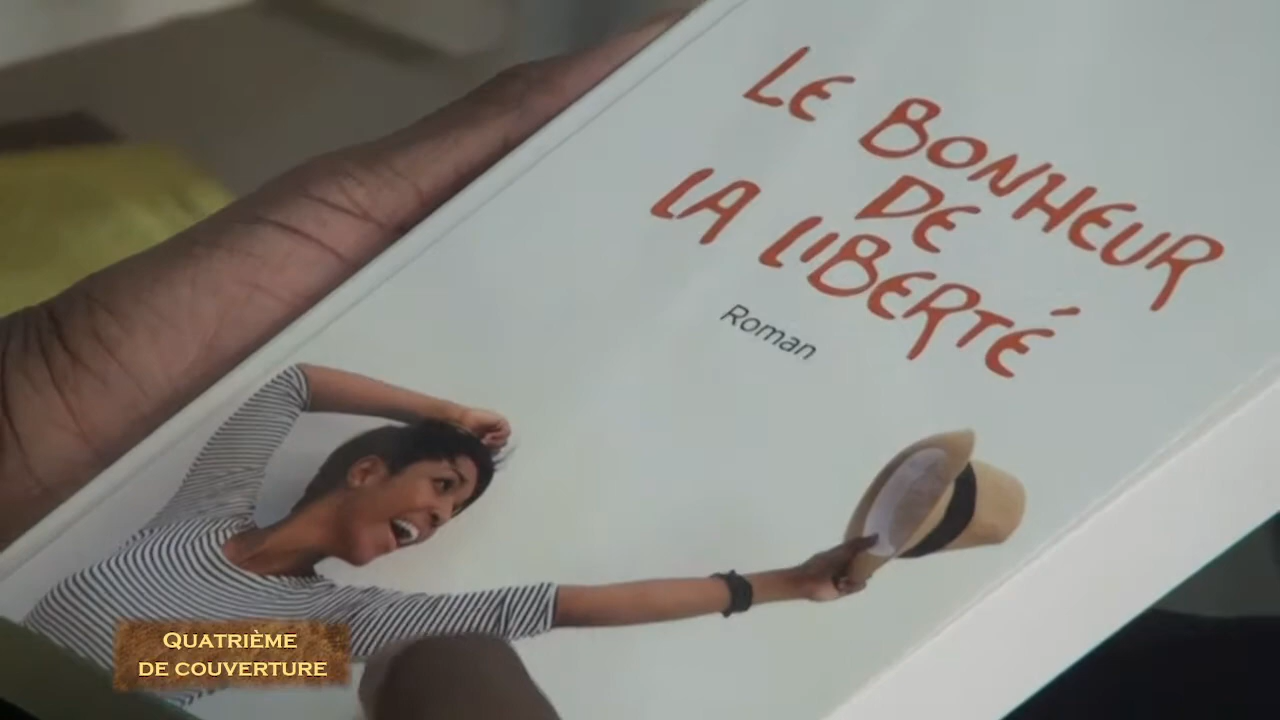 LE BONHEUR
DE
LA LIBERTÉ
Roman
QUATRIÈME
DE COUVERTURE